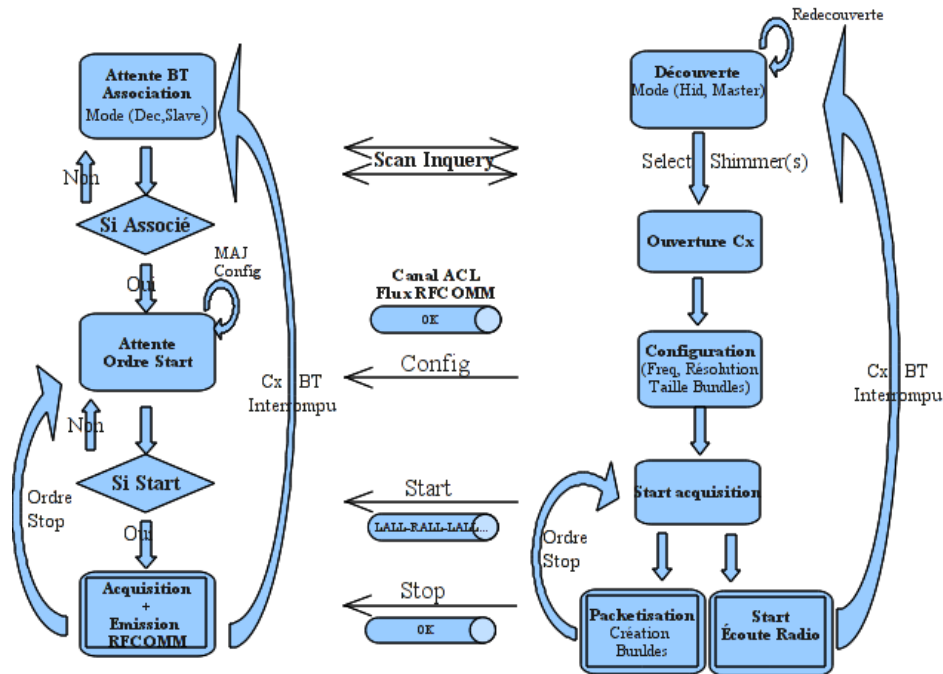 Redecouverte
Attente BT
Association
Mode (Dec,Slave)
Non
Si Associé
Oui
MAJ
Config
Attente
Ordre Start
Non
Si Start
Oui
Ordre
Stop
Acquisition
+
Emission
RFCOMM
Cx BT
Interrompu
Scan Inquery
Canal ACL
Flux RFCOMM
OK
Config
Start
LALL-RALL-LALL...
Stop
OK
Découverte
Mode (Hid, Master)
Select Shimmer(s)
Ouverture Cx
Configuration
(Freq, Résolution
Taille Bundles)
Start acquisition
Ordre
Stop
Packetisation
Création
Bunldes
Start
Écoute Radio
Cx BT
Interrompu